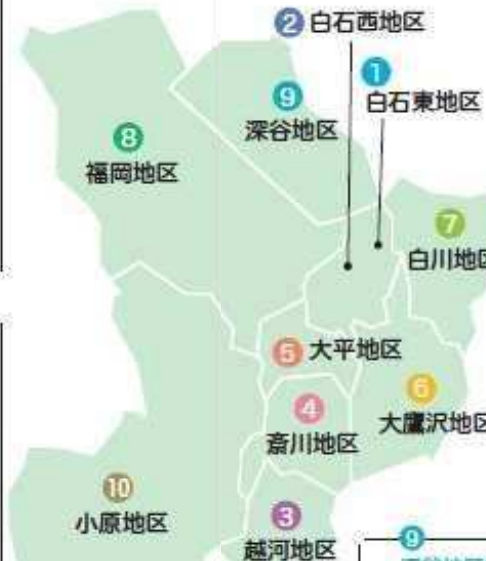 ② 白石西地区
① 白石東地区
⑨ 深谷地区
⑧ 福岡地区
⑦ 白川地区
⑤ 大平地区
⑥ 大鷹沢地区
④ 斎川地区
⑩ 小原地区
③ 越河地区
⑨